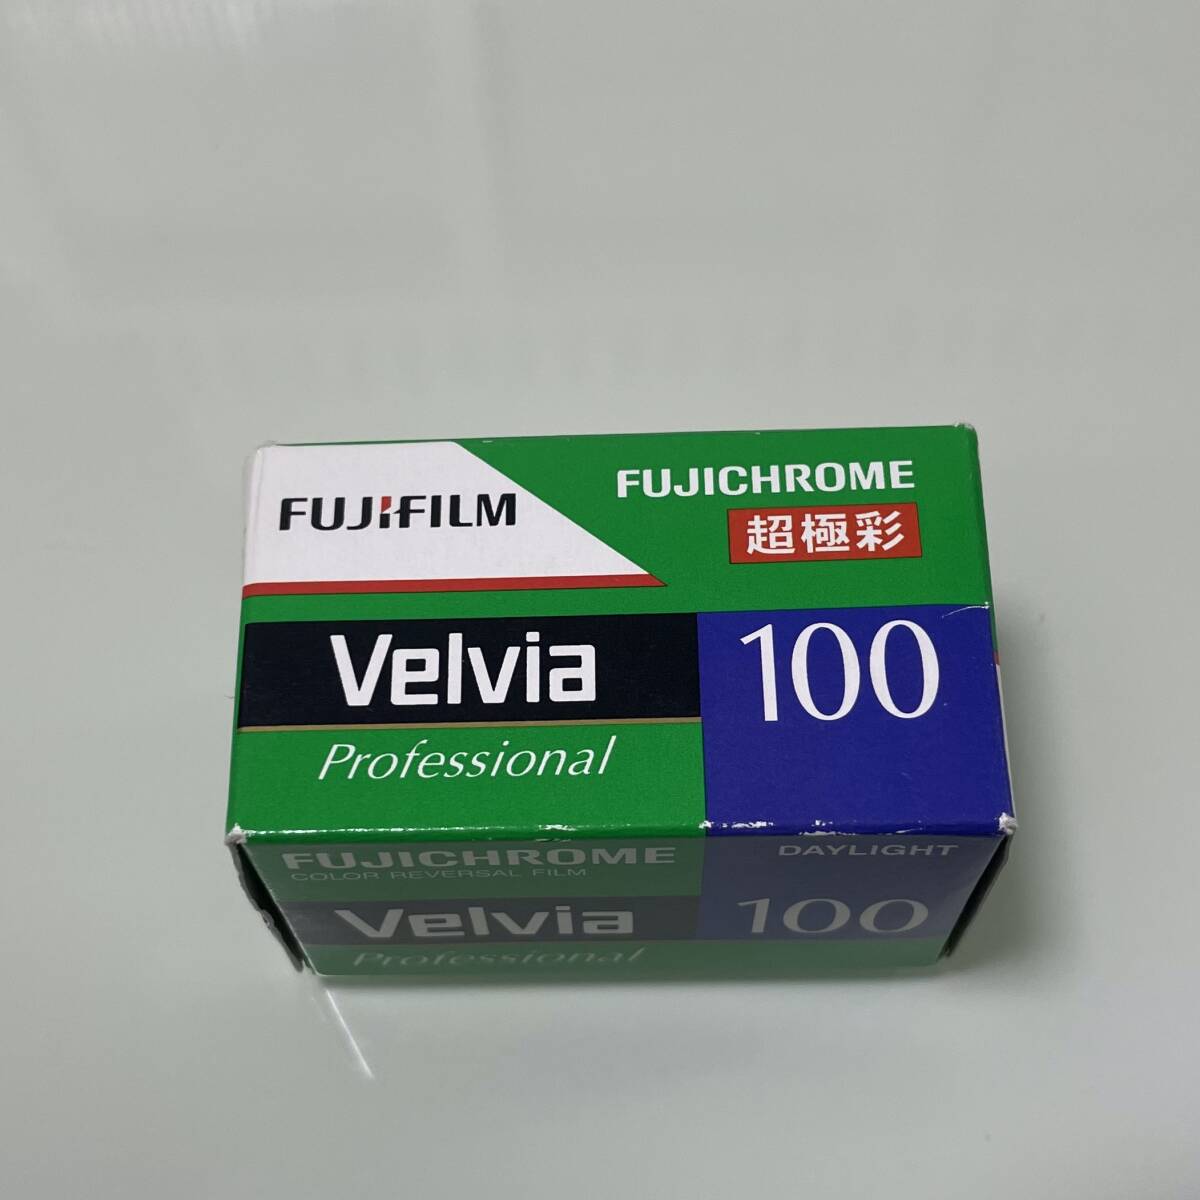 FUJIFILM
FUJICHROME
超極彩
Velvia
100
Professional
FUJICHROME
DAYLIGHT
COLOR REVERSAL FILM
Velvia
100
Professional